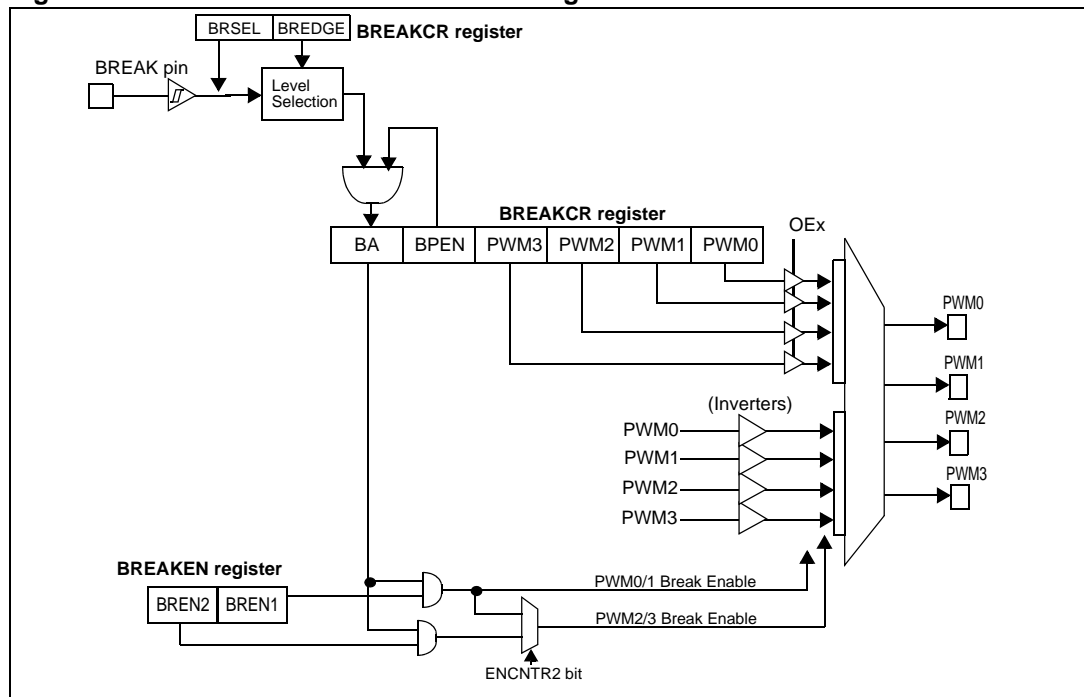 BRSEL BREDGE BREAKCR register
BREAK pin
Level
Selection
BREAKCR register
OEx
BA BPEN PWM3 PWM2 PWM1 PWM0
PWM0
PWM1
PWM2
PWM3
(Inverters)
PWM0
PWM1
PWM2
PWM3
BREAKEN register
BREN2 BREN1
PWM0/1 Break Enable
PWM2/3 Break Enable
ENCNTR2 bit